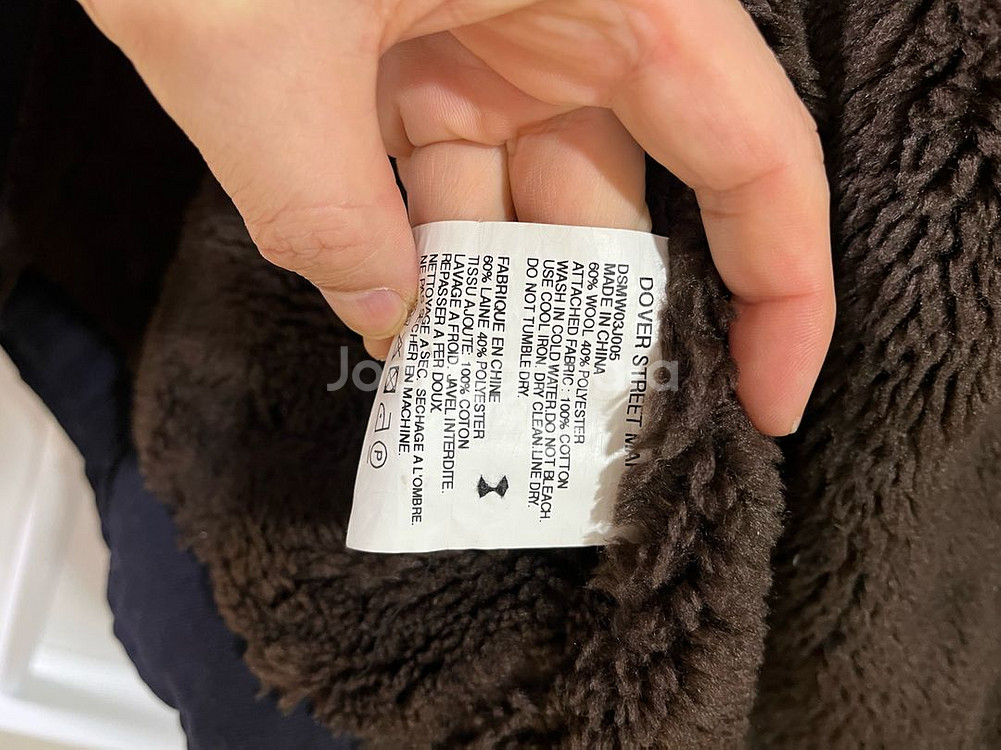 DOVER STREET MA
DSMW03J005
MADE IN CHINA
60% WOOL 40% POLYESTER
ATTACHED FABRIC : 100% COTTON
WASH IN COLD WATER.DO NOT BLEACH.
USE COOL IRON. DRY CLEAN.LINE DRY.
DO NOT TUMBLE DRY.
FABRIQUE EN CHINE
60% LAINE 40% POLYESTER
TISSU AJOUTE: 100% COTON
LAVAGE A FROID. JAVEL INTERDITE.
REPASSER A FER DOUX.
NETTOYAGE A SEC. SECHAGE A L'OMBRE.
EN MACHINE.
P